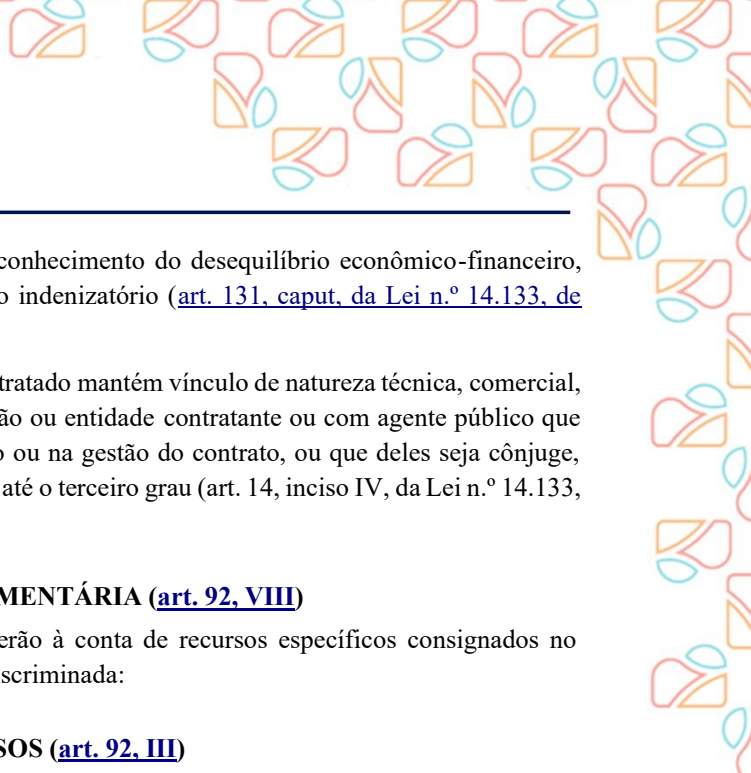 conhecimento do desequilíbrio econômico-financeiro,
o indenizatório (art. 131, caput, da Lei n.º 14.133, de
tratado mantém vínculo de natureza técnica, comercial,
ão ou entidade contratante ou com agente público que
o ou na gestão do contrato, ou que deles seja cônjuge,
até o terceiro grau (art. 14, inciso IV, da Lei n.º 14.133,
MENTÁRIA (art. 92, VIII)
erão à conta de recursos específicos consignados no
scriminada:
SOS (art. 92, III)